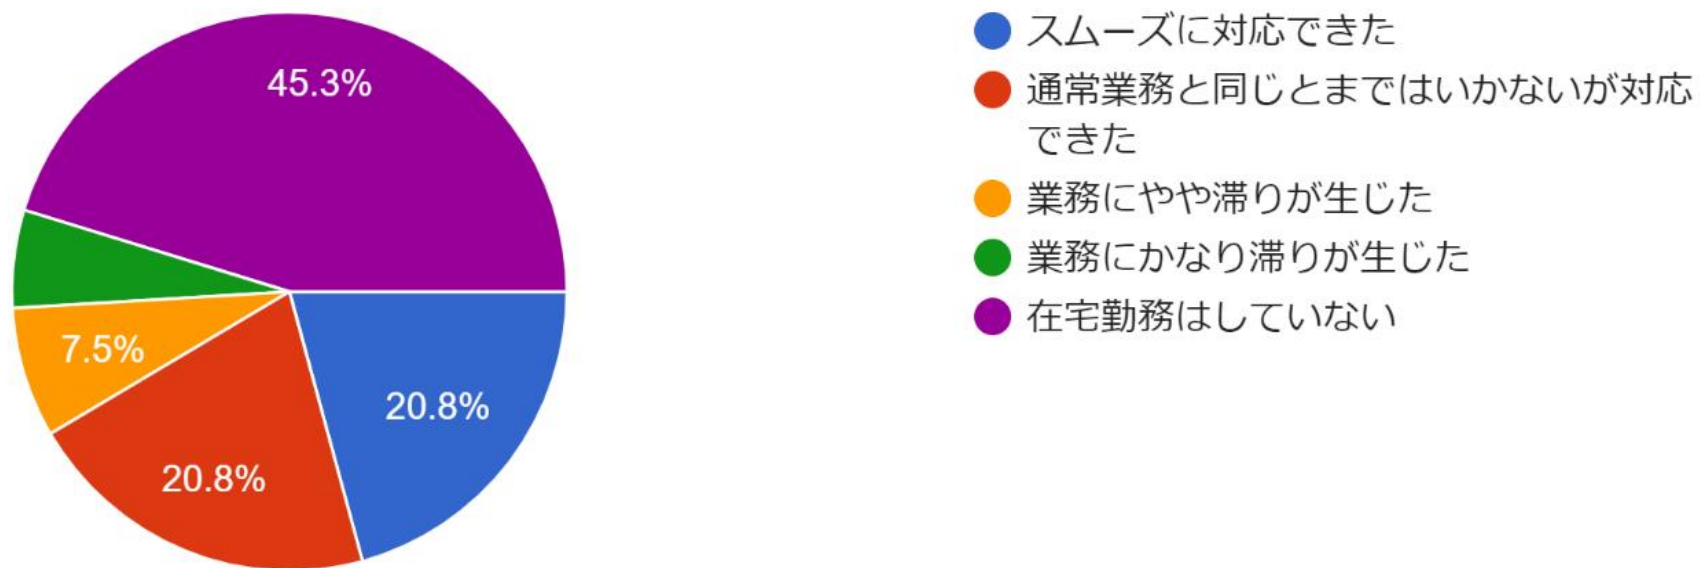 45.3%
7.5%
20.8%
20.8%
スムーズに対応できた
通常業務と同じとまではいかないが対応
できた
業務にやや滞りが生じた
業務にかなり滞りが生じた
在宅勤務はしていない